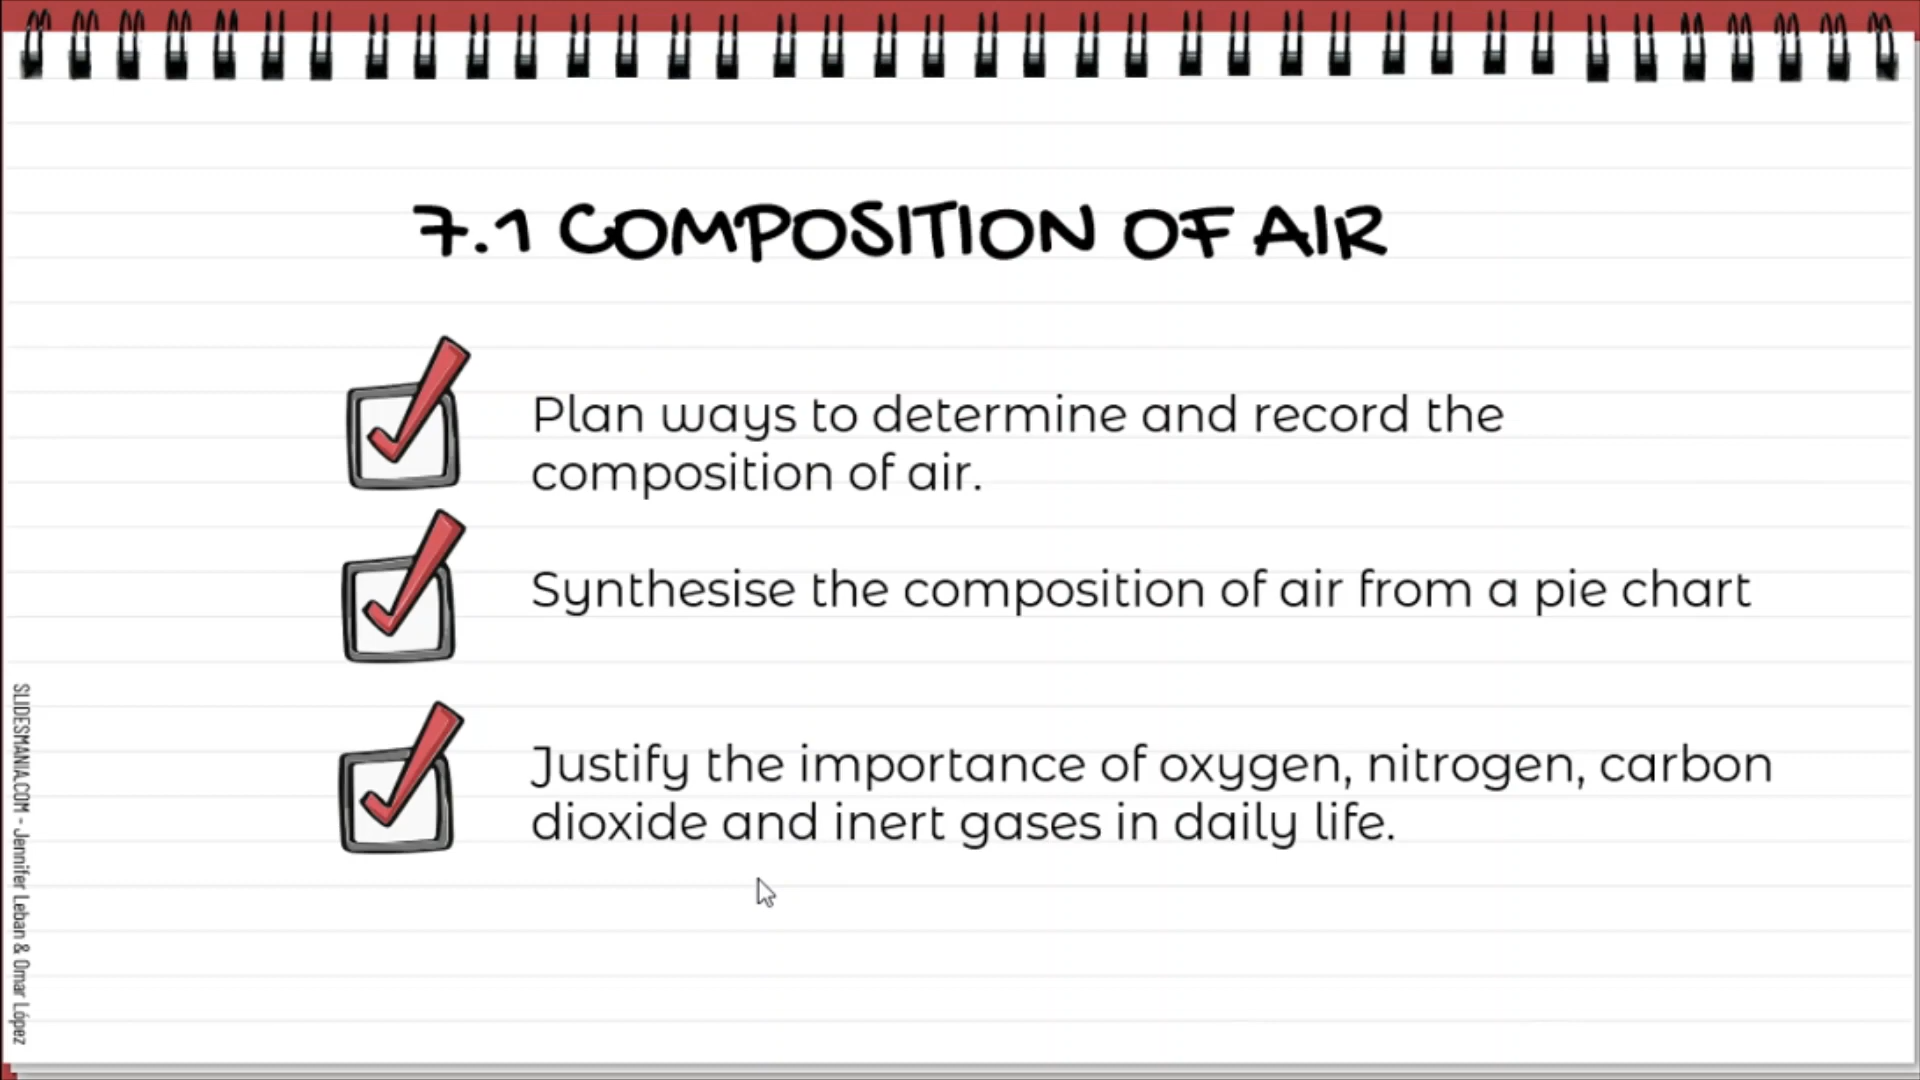 7.1 COMPOSITION OF AIR
Plan ways to determine and record the
composition of air.
Synthesise the composition of air from a pie chart
Justify the importance of oxygen, nitrogen, carbon
dioxide and inert gases in daily life.
SLIDESMANIA.COM - Jennifer Leban & Omar López